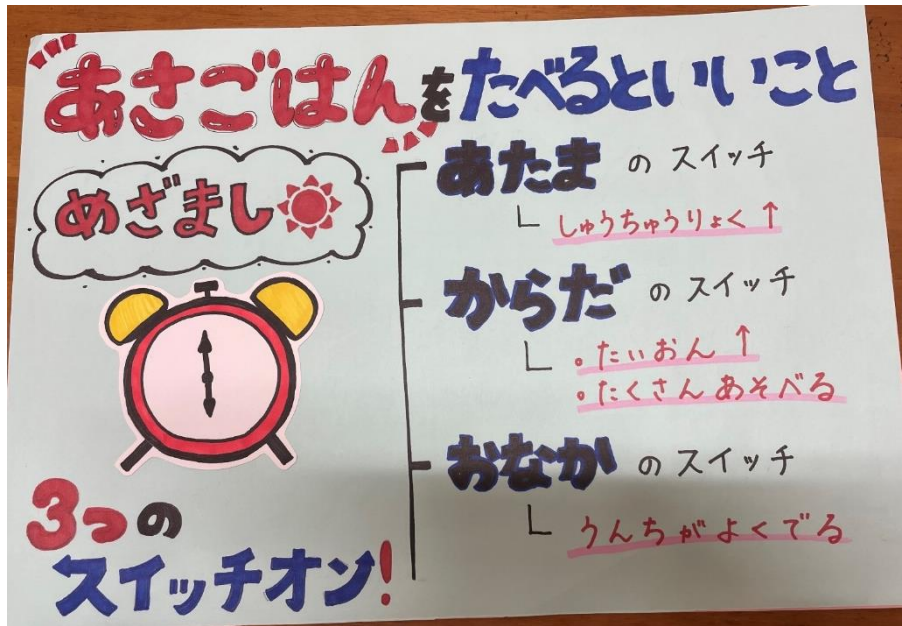 あさごはんをたべるといいこと
めざまし
3つの
スイッチオン!
あたま の スイッチ
しゅうちゅうりょく↑
からだ の スイッチ
・たいおん↑
・たくさんあそべる
おなか の スイッチ
うんちがよくでる